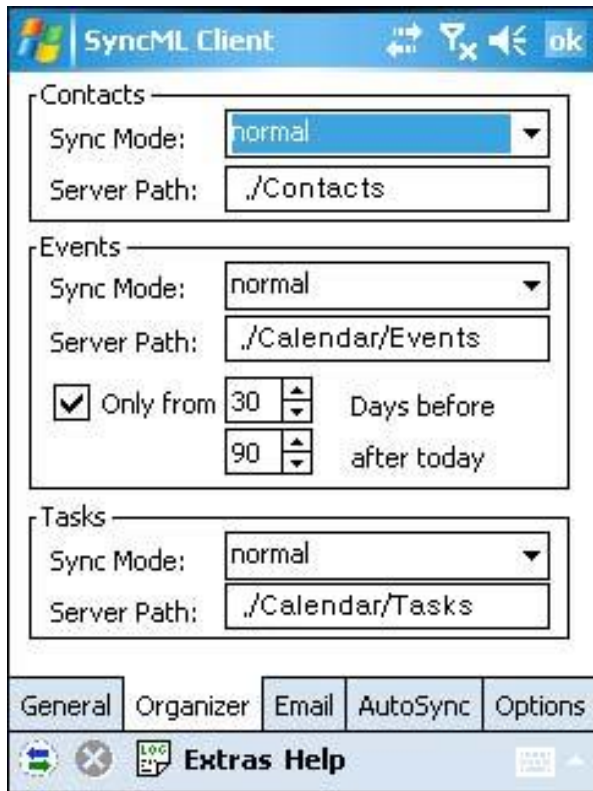 SyncML Client ok
Contacts
Sync Mode: normal
Server Path: ./Contacts
Events
Sync Mode: normal
Server Path: ./Calendar/Events
Only from 30 Days before
90 after today
Tasks
Sync Mode: normal
Server Path: ./Calendar/Tasks
General Organizer Email AutoSync Options
LOG Extras Help